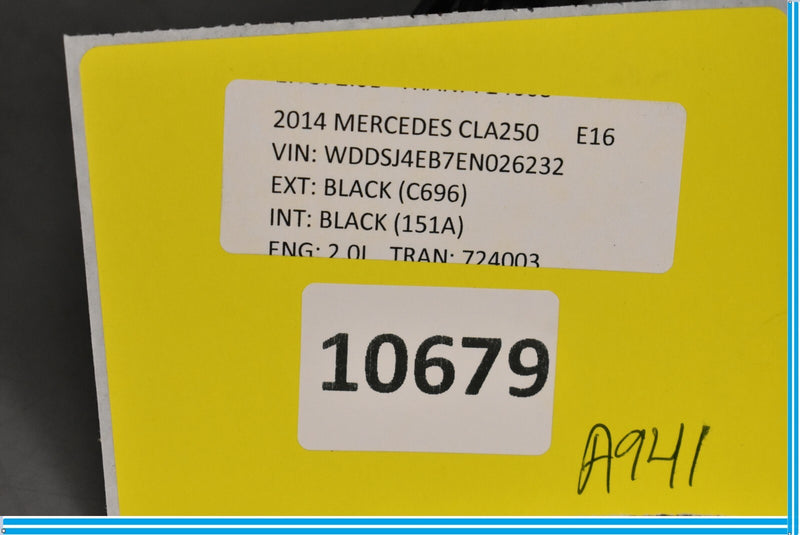 2014 MERCEDES CLA250 E16
VIN: WDDSJ4EB7EN026232
EXT: BLACK (C696)
INT: BLACK (151A)
ENG: 2.0L TRAN: 724003
10679
A941